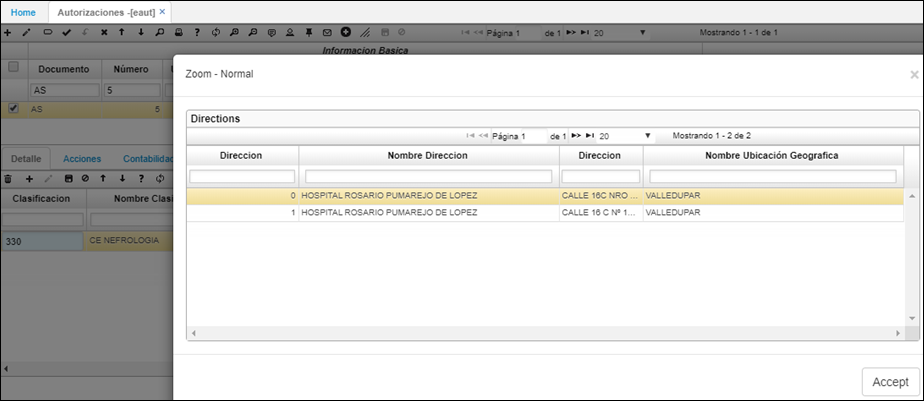 Home Autorizaciones -[eaut] ×
Página 1 de 1 20 Mostrando 1 - 1 de 1
Informacion Basica
Documento Número
AS 5
AS 5
Zoom - Normal ×
Directions
Página 1 de 1 20 Mostrando 1 - 2 de 2
Direccion Nombre Direccion Direccion Nombre Ubicación Geografica
0 HOSPITAL ROSARIO PUMAREJO DE LOPEZ CALLE 16C NRO ... VALLEDUPAR
1 HOSPITAL ROSARIO PUMAREJO DE LOPEZ CALLE 16 C Nº 1... VALLEDUPAR
Detalle Acciones Contabilidad
Clasificacion Nombre Clasi
330 CE NEFROLOGIA
Accept